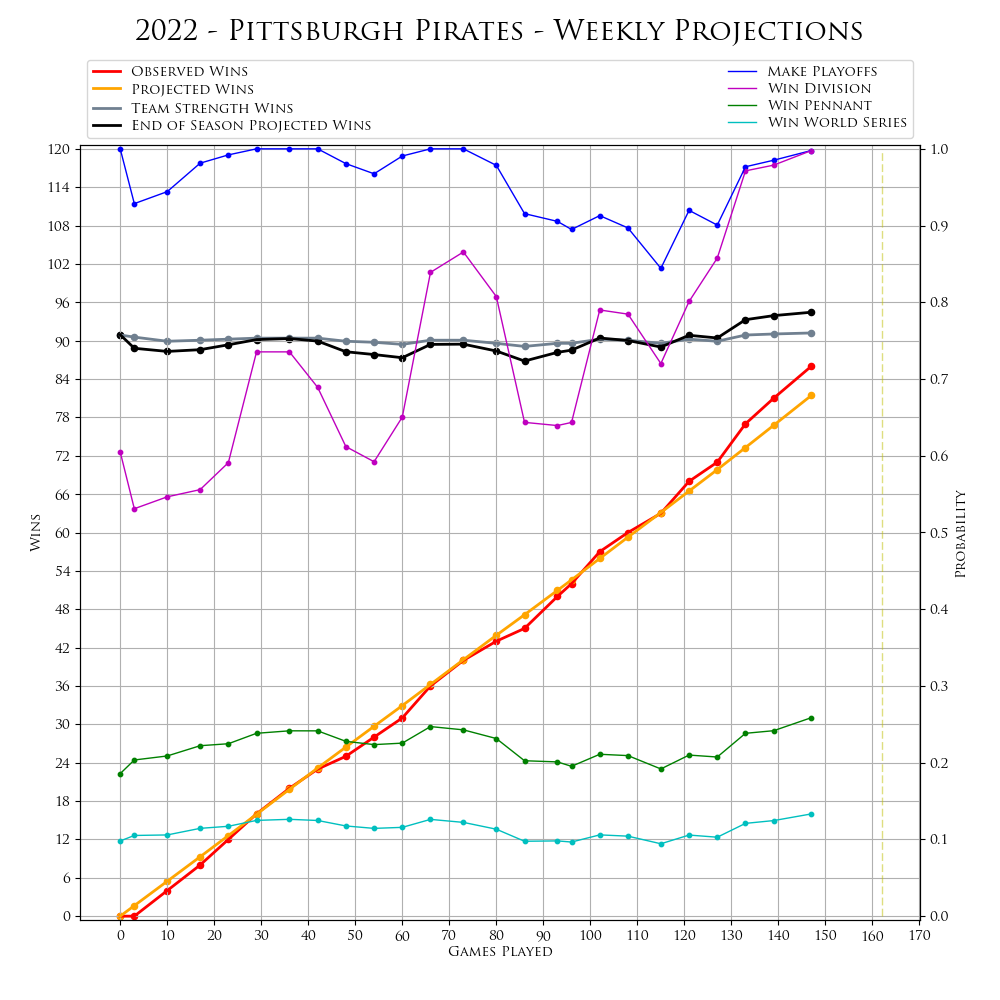 2022 - Pittsburgh Pirates - Weekly Projections
Observed Wins
Projected Wins
Team Strength Wins
End of Season Projected Wins
Make Playoffs
Win Division
Win Pennant
Win World Series
120
114
108
102
96
90
84
78
72
66
60
54
48
42
36
30
24
18
12
6
0
Wins
1.0
0.9
0.8
0.7
0.6
0.5
0.4
0.3
0.2
0.1
0.0
Probability
0 10 20 30 40 50 60 70 80 90 100 110 120 130 140 150 160 170
Games Played